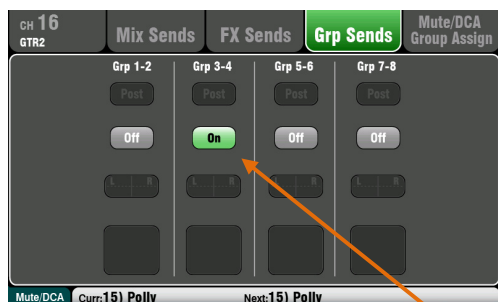 CH 16
GTR2
Mix Sends FX Sends Grp Sends Mute/DCA Group Assign
Grp 1-2 Grp 3-4 Grp 5-6 Grp 7-8
Post Post Post Post
Off On Off Off
L R L R L R L R
Mute/DCA Curr:15) Polly Next:15) Polly